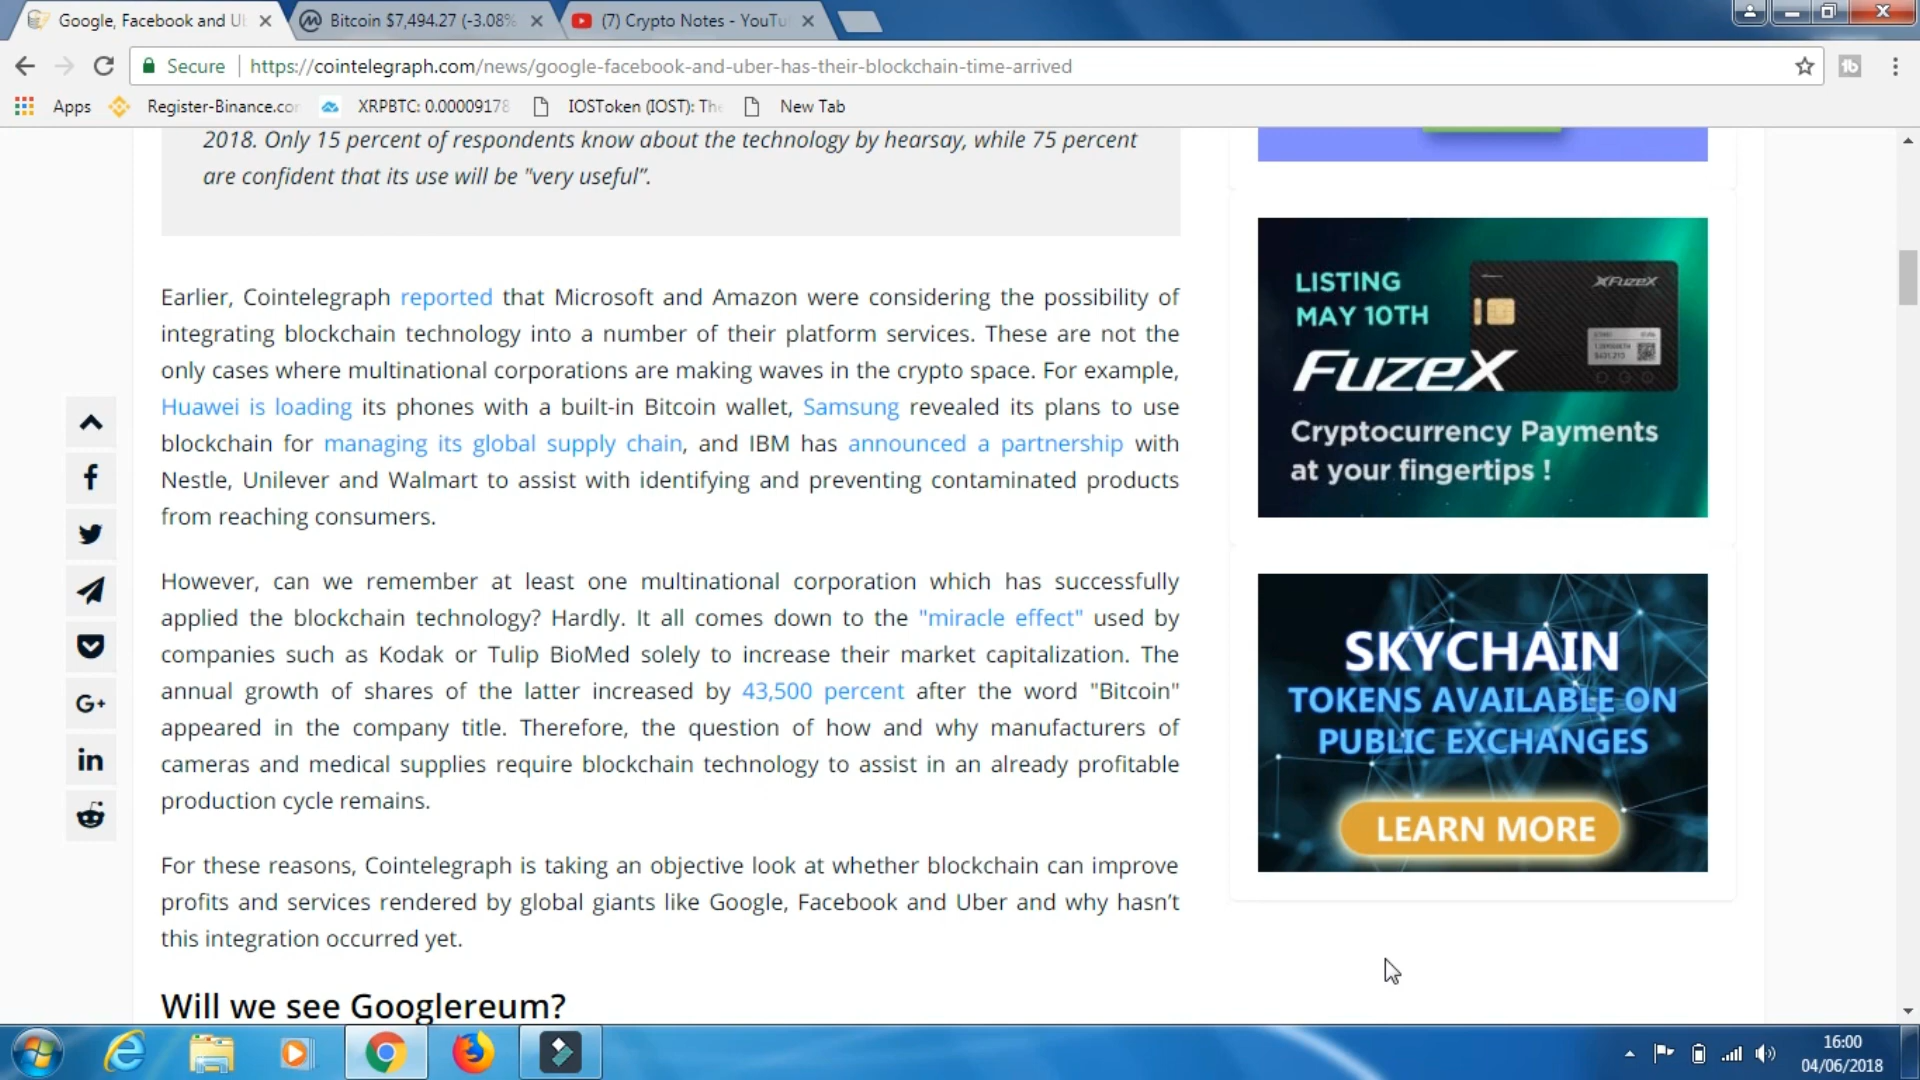 Google, Facebook and Ub
Bitcoin $7,494.27 (-3.08%
(7) Crypto Notes - YouTu
Secure
https://cointelegraph.com/news/google-facebook-and-uber-has-their-blockchain-time-arrived
Apps
Register-Binance.cor
XRPBTC: 0.00009178
IOSToken (IOST): The
New Tab
2018. Only 15 percent of respondents know about the technology by hearsay, while 75 percent
are confident that its use will be "very useful”.
Earlier, Cointelegraph reported that Microsoft and Amazon were considering the possibility of
integrating blockchain technology into a number of their platform services. These are not the
only cases where multinational corporations are making waves in the crypto space. For example,
Huawei is loading its phones with a built-in Bitcoin wallet, Samsung revealed its plans to use
blockchain for managing its global supply chain, and IBM has announced a partnership with
Nestle, Unilever and Walmart to assist with identifying and preventing contaminated products
from reaching consumers.
However, can we remember at least one multinational corporation which has successfully
applied the blockchain technology? Hardly. It all comes down to the "miracle effect" used by
companies such as Kodak or Tulip BioMed solely to increase their market capitalization. The
annual growth of shares of the latter increased by 43,500 percent after the word "Bitcoin"
appeared in the company title. Therefore, the question of how and why manufacturers of
cameras and medical supplies require blockchain technology to assist in an already profitable
production cycle remains.
For these reasons, Cointelegraph is taking an objective look at whether blockchain can improve
profits and services rendered by global giants like Google, Facebook and Uber and why hasn’t
this integration occurred yet.
Will we see Googlereum?
LISTING
MAY 10TH
FUZEX
FUZEX
Cryptocurrency Payments
at your fingertips !
SKYCHAIN
TOKENS AVAILABLE ON
PUBLIC EXCHANGES
LEARN MORE
16:00
04/06/2018